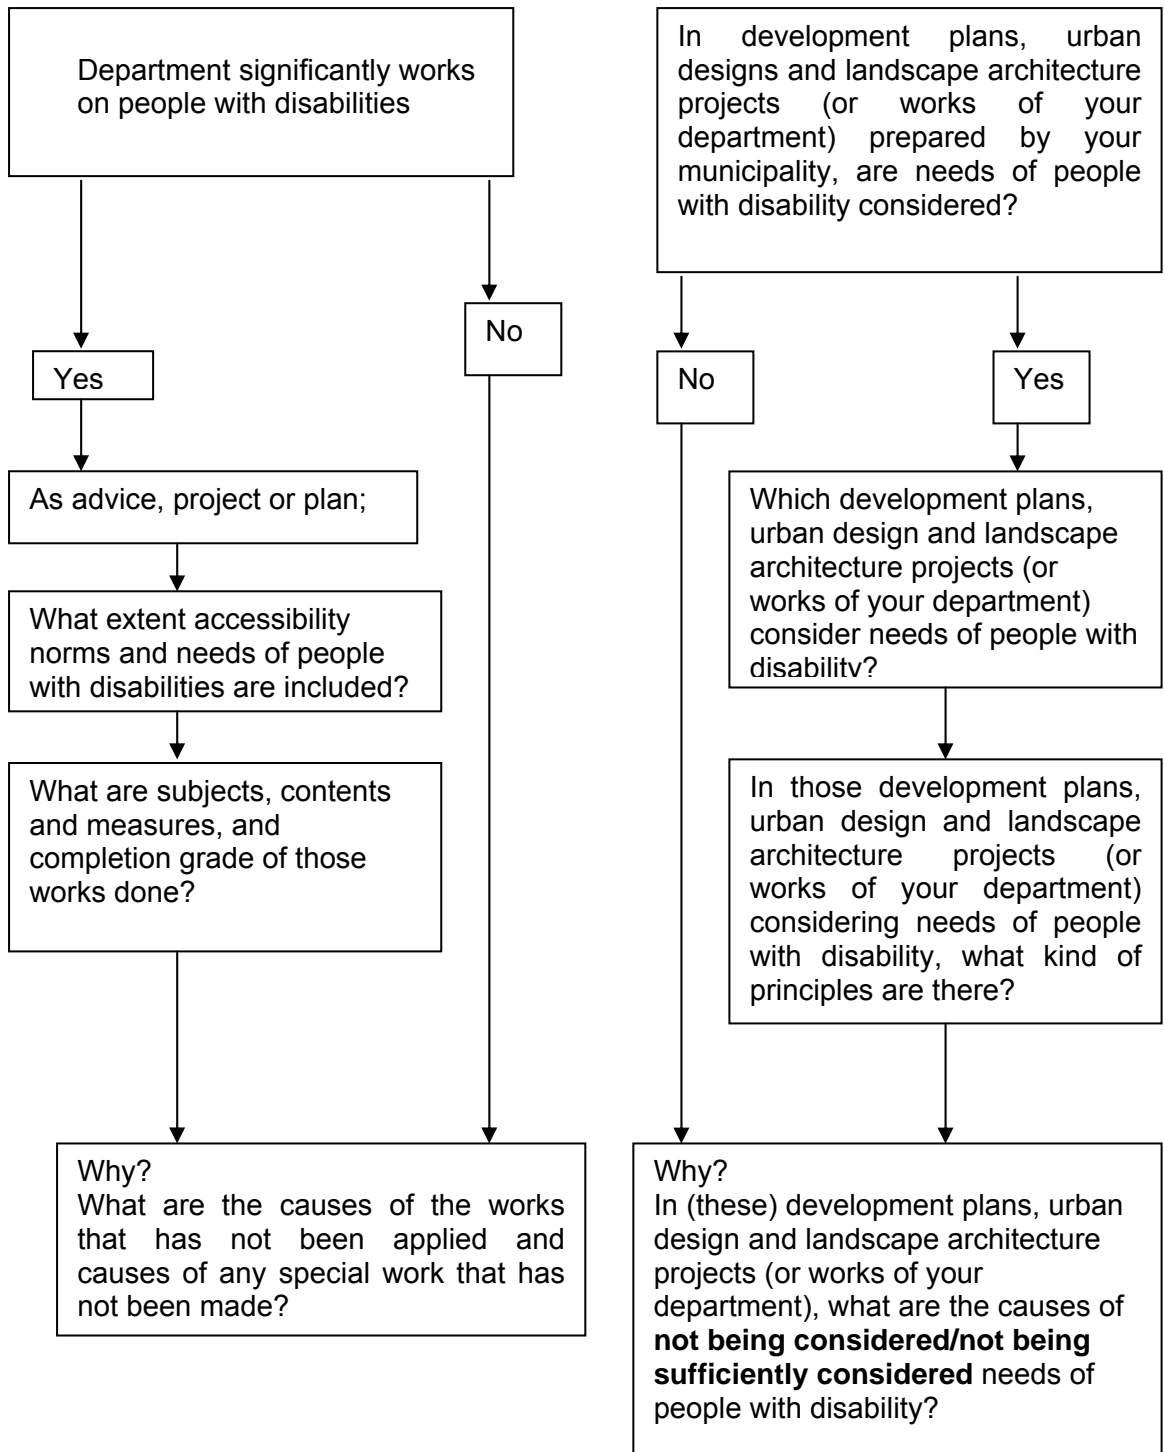 Department significantly works
on people with disabilities
No
Yes
As advice, project or plan;
What extent accessibility
norms and needs of people
with disabilities are included?
What are subjects, contents
and measures, and
completion grade of those
works done?
Why?
What are the causes of the works
that has not been applied and
causes of any special work that has
not been made?
In development plans, urban
designs and landscape architecture
projects (or works of your
department) prepared by your
municipality, are needs of people
with disability considered?
No
Yes
Which development plans,
urban design and landscape
architecture projects (or
works of your department)
consider needs of people with
disability?
In those development plans,
urban design and landscape
architecture projects (or
works of your department)
considering needs of people
with disability, what kind of
principles are there?
Why?
In (these) development plans, urban
design and landscape architecture
projects (or works of your
department), what are the causes of
not being considered/not being
sufficiently considered needs of
people with disability?